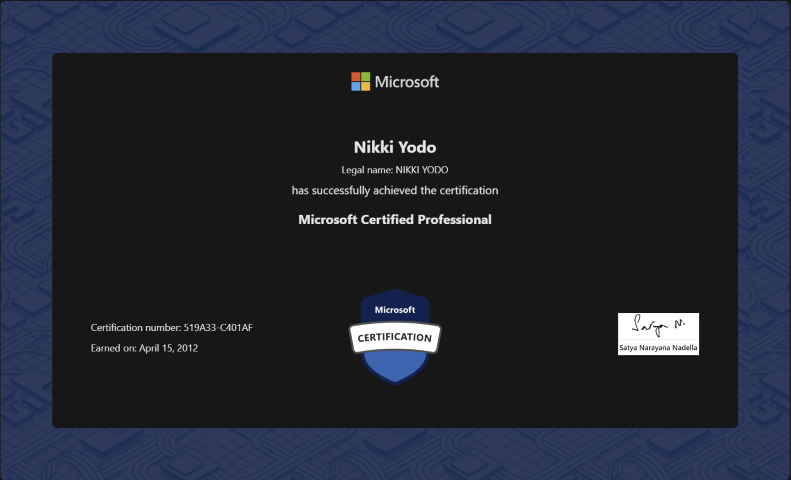 Microsoft
Nikki Yodo
Legal name: NIKKI YODO
has successfully achieved the certification
Microsoft Certified Professional
Microsoft
CERTIFICATION
Certification number: 519A33-C401AF
Earned on: April 15, 2012
Satya N.
Satya Narayana Nadella